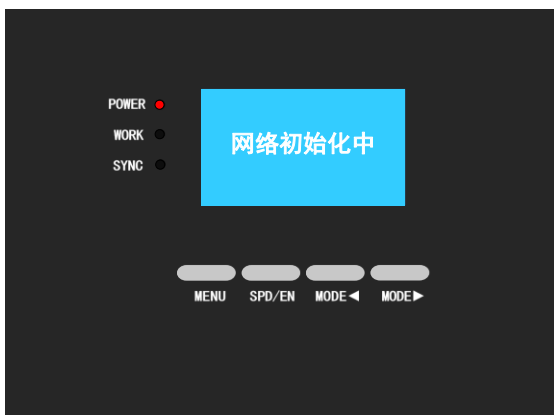 POWER
WORK
SYNC
网络初始化中
MENU SPD/EN MODE◀ MODE▶